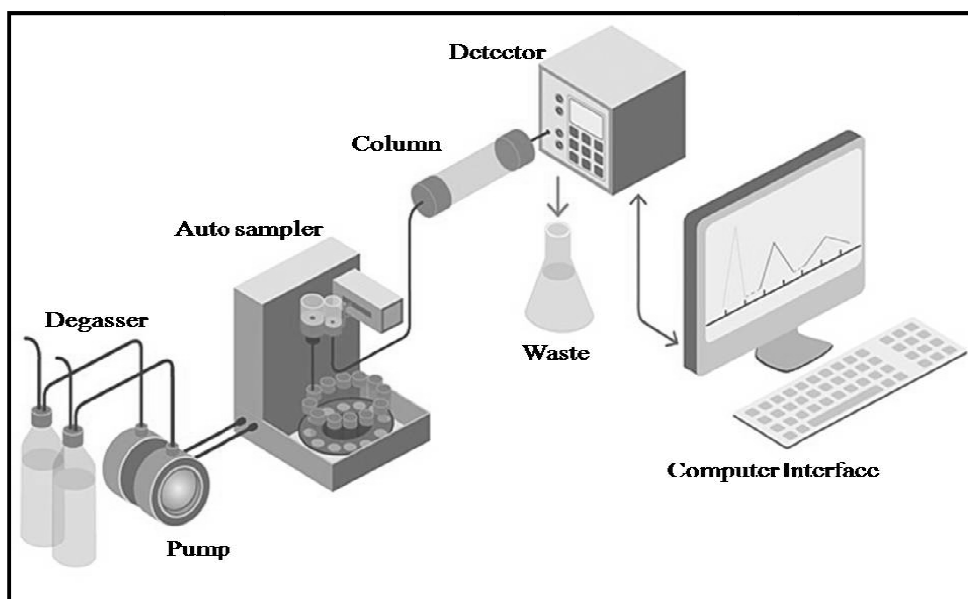 Detector
Column
Auto sampler
Degasser
Waste
Computer Interface
Pump